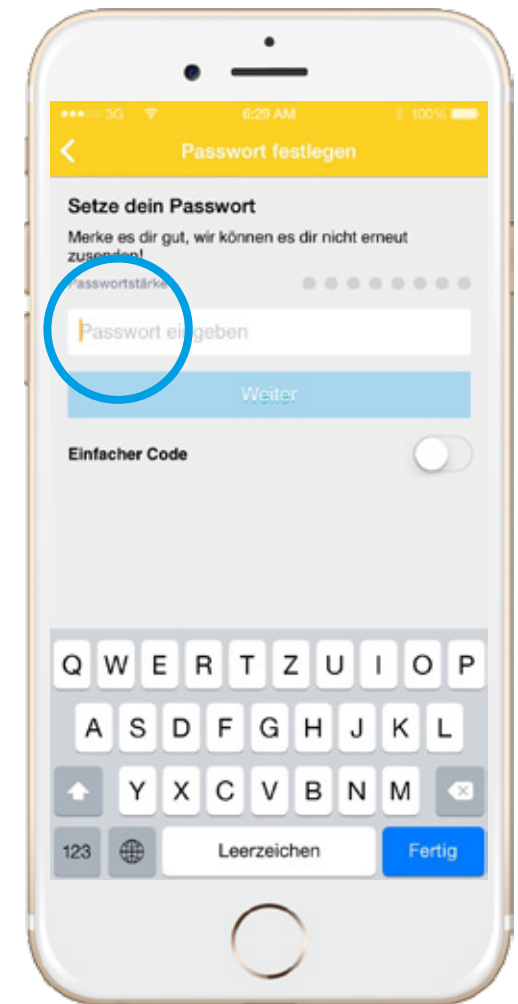 3G 6:29 AM 100%
Passwort festlegen
Setze dein Passwort
Merke es dir gut, wir können es dir nicht erneut
zusenden!
Passwortstärke
Passwort eingeben
Weiter
Einfacher Code
Q W E R T Z U I O P
A S D F G H J K L
Y X C V B N M
123 Leerzeichen Fertig